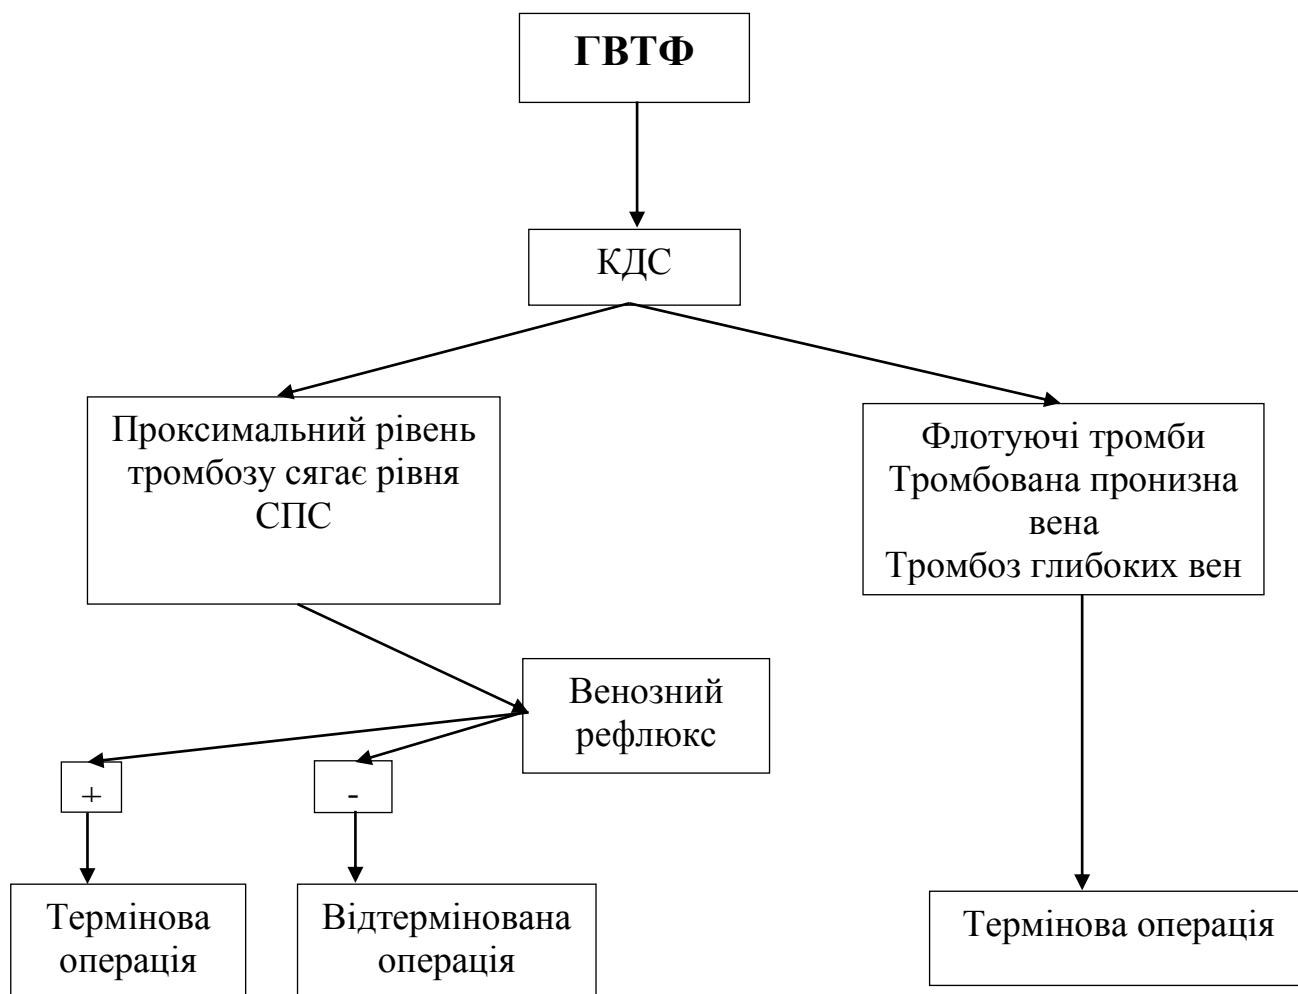 ГВТФ
КДС
Проксимальний рівень
тромбозу сягає рівня
СПС
Флотуючі тромби
Тромбована пронизна
вена
Тромбоз глибоких вен
Венозний
рефлюкс
+
-
Термінова
операція
Відтермінована
операція
Термінова операція